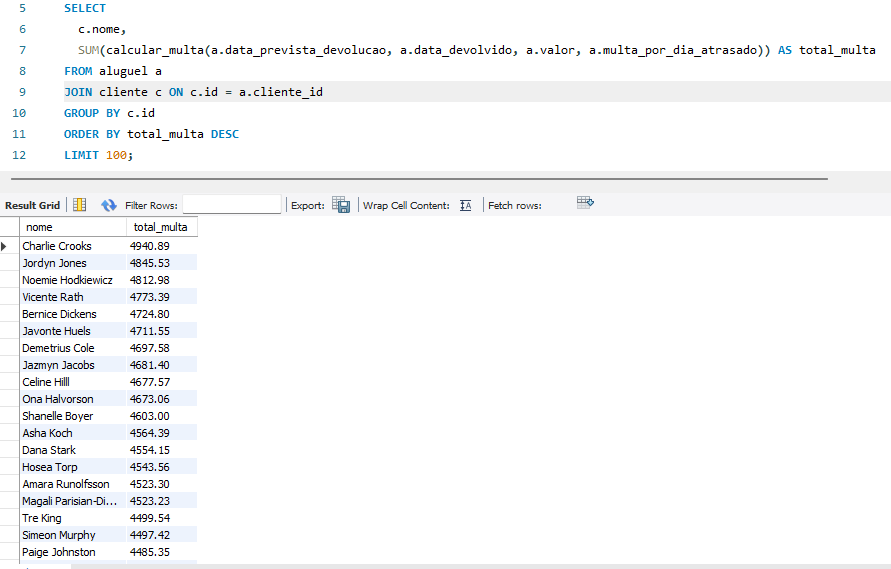 5 SELECT
6 c.nome,
7 SUM(calcular_multa(a.data_prevista_devolucao, a.data_devolvido, a.valor, a.multa_por_dia_atrasado)) AS total_multa
8 FROM aluguel a
9 JOIN cliente c ON c.id = a.cliente_id
10 GROUP BY c.id
11 ORDER BY total_multa DESC
12 LIMIT 100;
Result Grid Filter Rows: Export: Wrap Cell Content: Fetch rows:
nome total_multa
Charlie Crooks 4940.89
Jordyn Jones 4845.53
Noemie Hodkiewicz 4812.98
Vicente Rath 4773.39
Bernice Dickens 4724.80
Javonte Huels 4711.55
Demetrius Cole 4697.58
Jazmyn Jacobs 4681.40
Celine Hilll 4677.57
Ona Halvorson 4673.06
Shanelle Boyer 4603.00
Asha Koch 4564.39
Dana Stark 4554.15
Hosea Torp 4543.56
Amara Runolfsson 4523.30
Magali Parisian-Di... 4523.23
Tre King 4499.54
Simeon Murphy 4497.42
Paige Johnston 4485.35